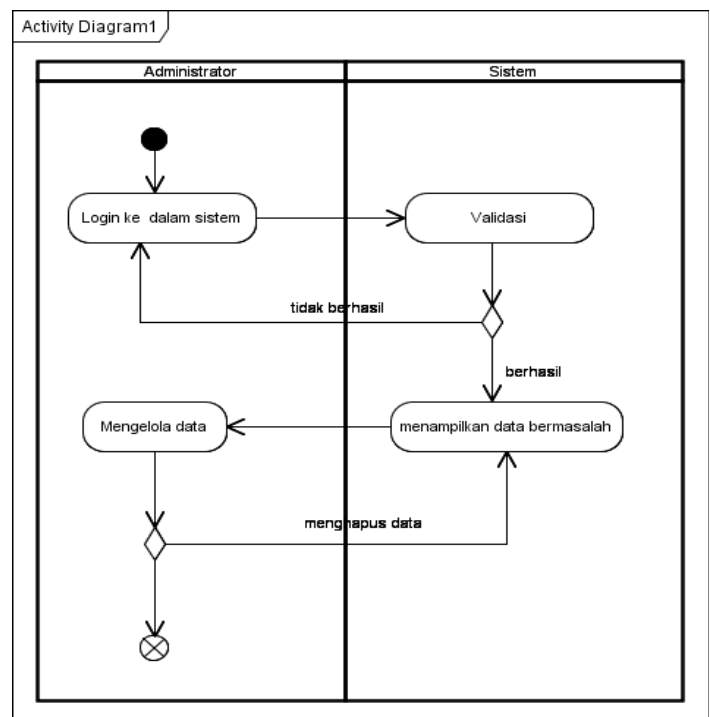 Activity Diagram1
Administrator
Sistem
Login ke dalam sistem
Validasi
tidak berhasil
berhasil
Mengelola data
menampilkan data bermasalah
menghapus data